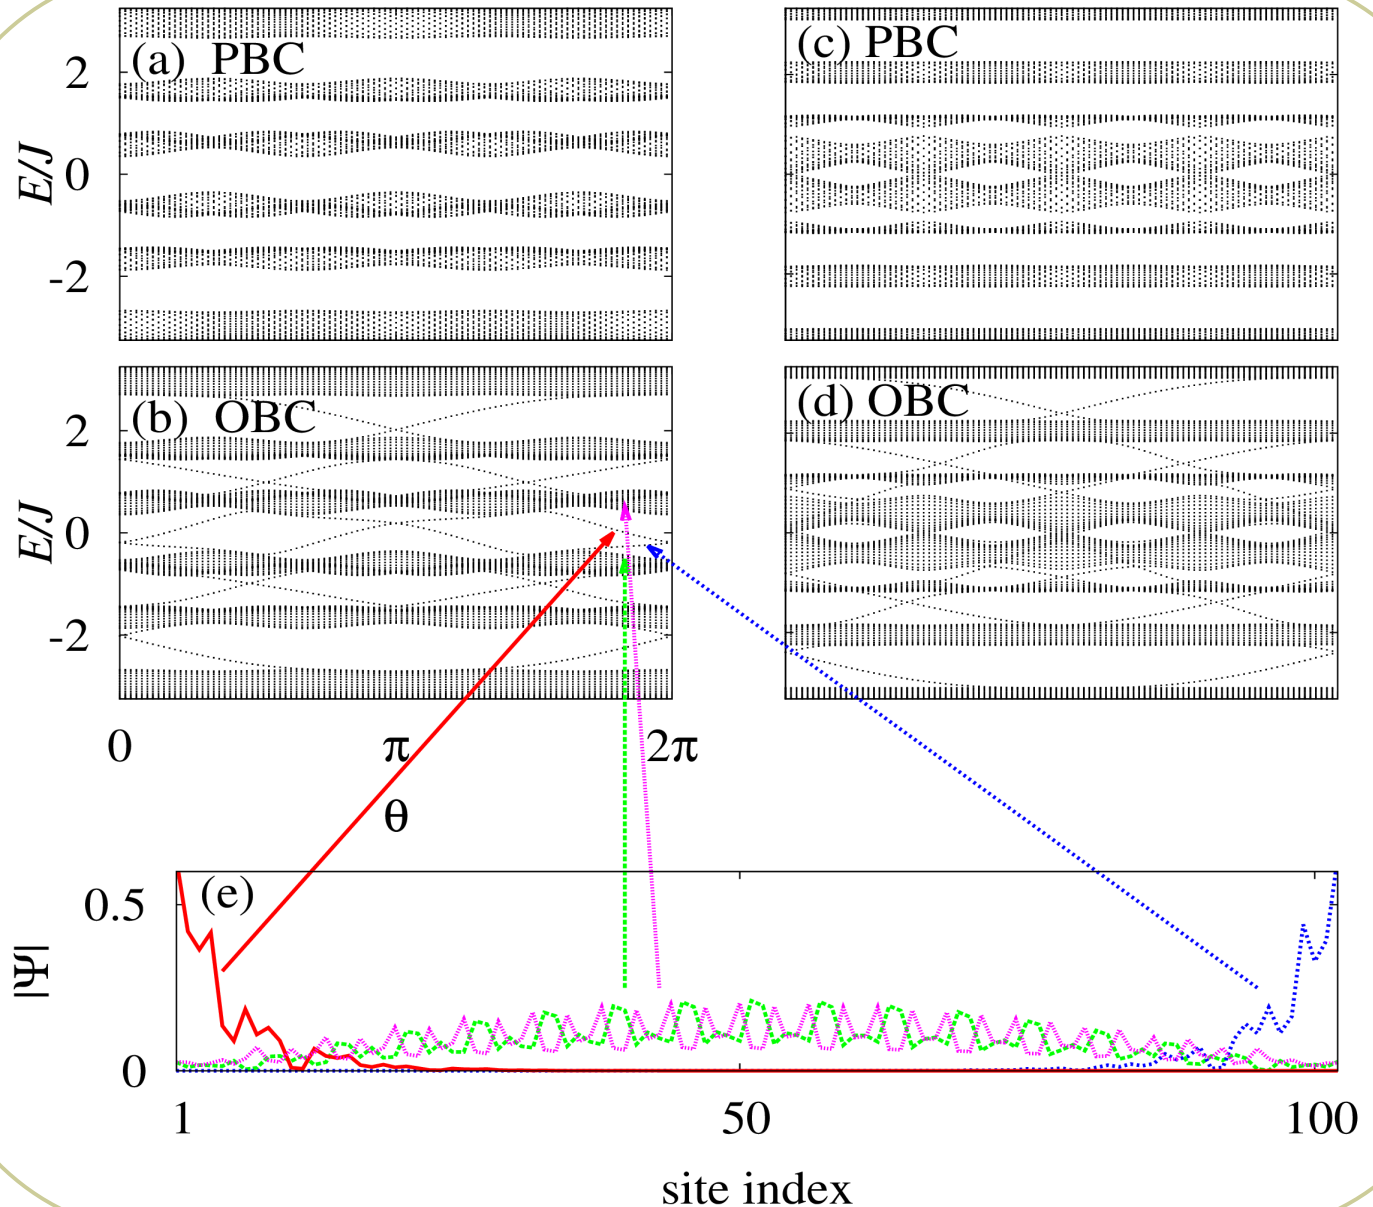 (a) PBC
(c) PBC
2
0
-2
E/J
(b) OBC
(d) OBC
2
0
-2
E/J
0 π 2π
θ
(e)
0.5
0
|Ψ|
1 50 100
site index